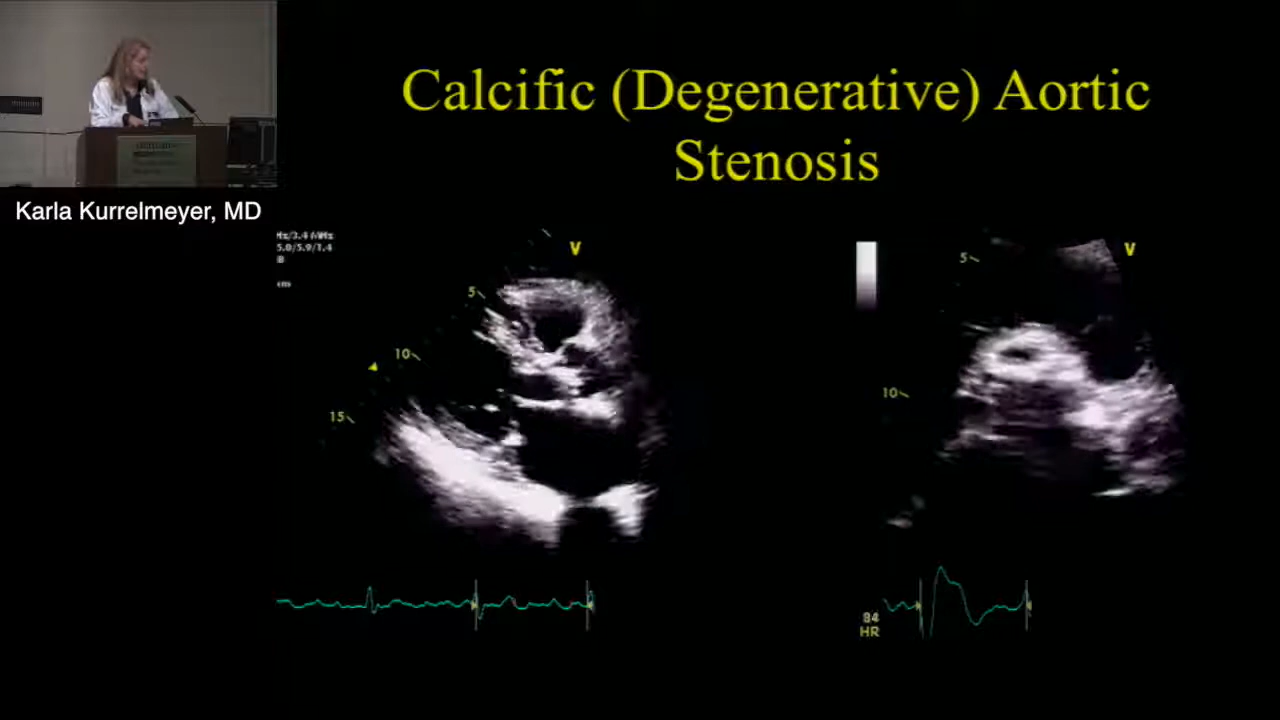 Calcific (Degenerative) Aortic
Stenosis
Karla Kurrelmeyer, MD
V
5
10
15
V
5
10
84
HR